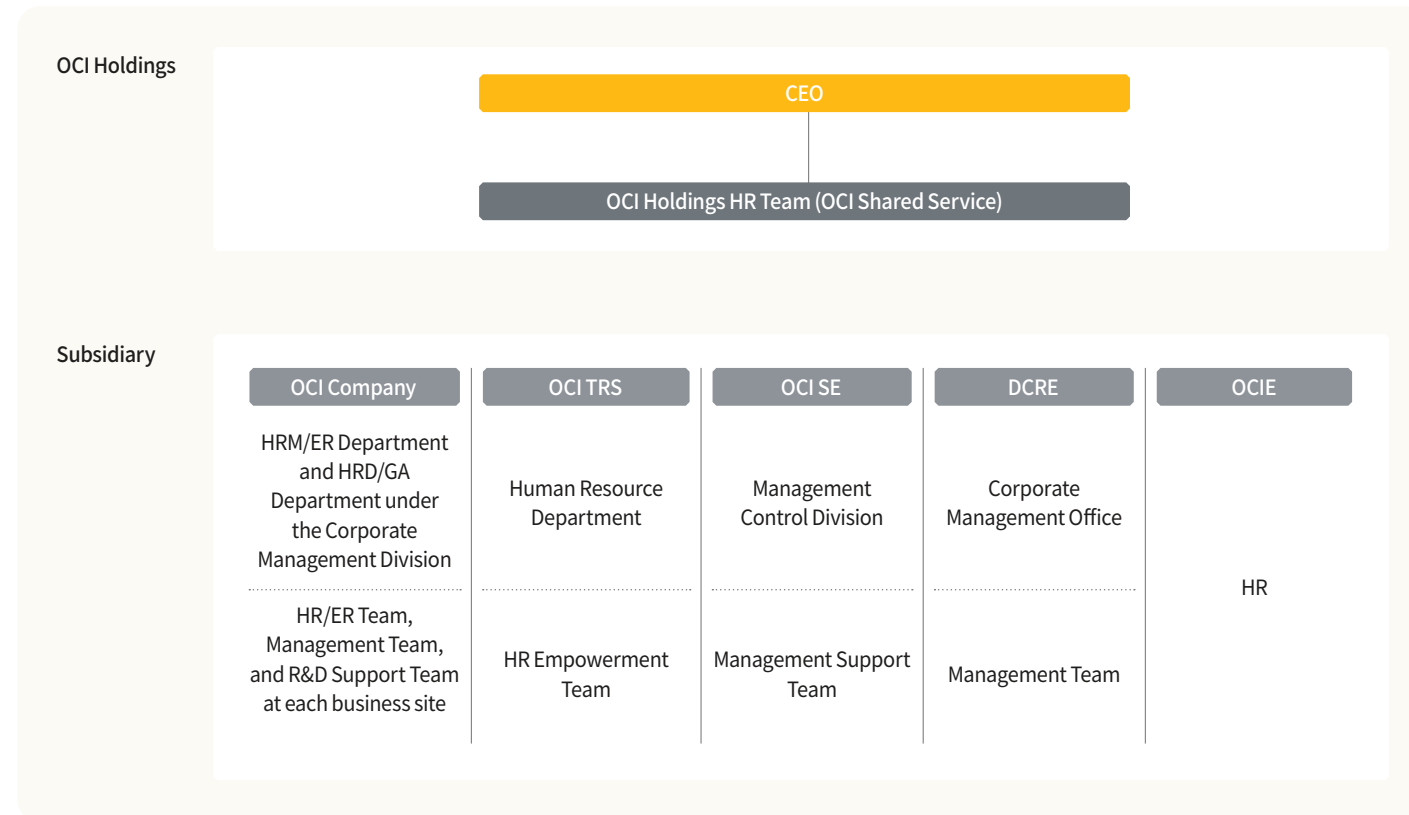 OCI Holdings
CEO
OCI Holdings HR Team (OCI Shared Service)
Subsidiary
OCI Company
HRM/ER Department
and HRD/GA
Department under
the Corporate
Management Division
HR/ER Team,
Management Team,
and R&D Support Team
at each business site
OCI TRS
Human Resource
Department
HR Empowerment
Team
OCI SE
Management
Control Division
Management Support
Team
DCRE
Corporate
Management Office
Management Team
OCIE
HR